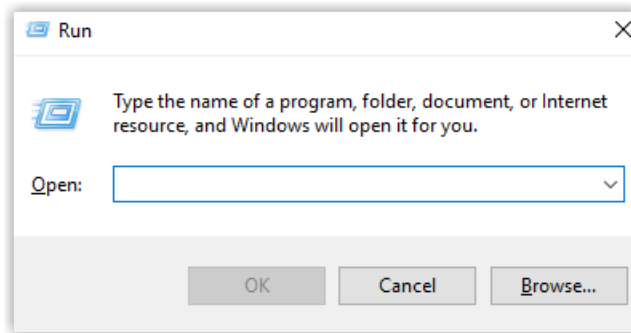 Run
Type the name of a program, folder, document, or Internet
resource, and Windows will open it for you.
Open:
OK Cancel Browse...